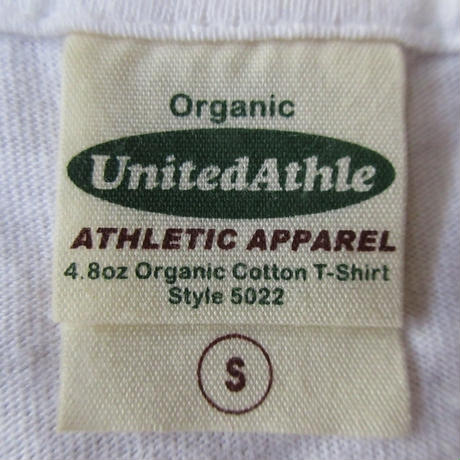 Organic
UnitedAthle
ATHLETIC APPAREL
4.8oz Organic Cotton T-Shirt
Style 5022
S